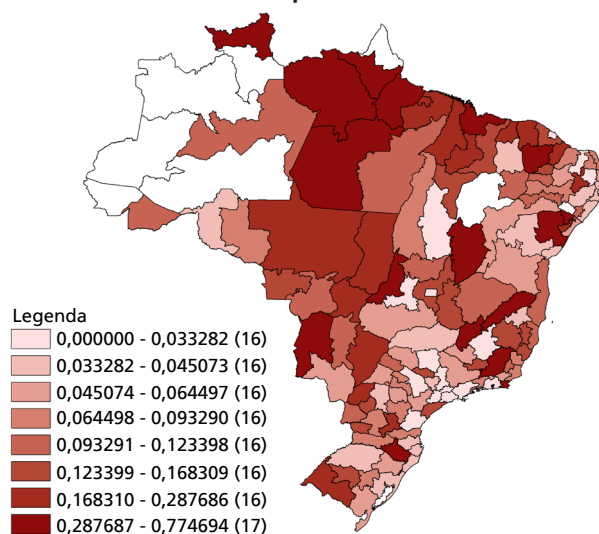 Legenda
0,000000 - 0,033282 (16)
0,033282 - 0,045073 (16)
0,045074 - 0,064497 (16)
0,064498 - 0,093290 (16)
0,093291 - 0,123398 (16)
0,123399 - 0,168309 (16)
0,168310 - 0,287686 (16)
0,287687 - 0,774694 (17)